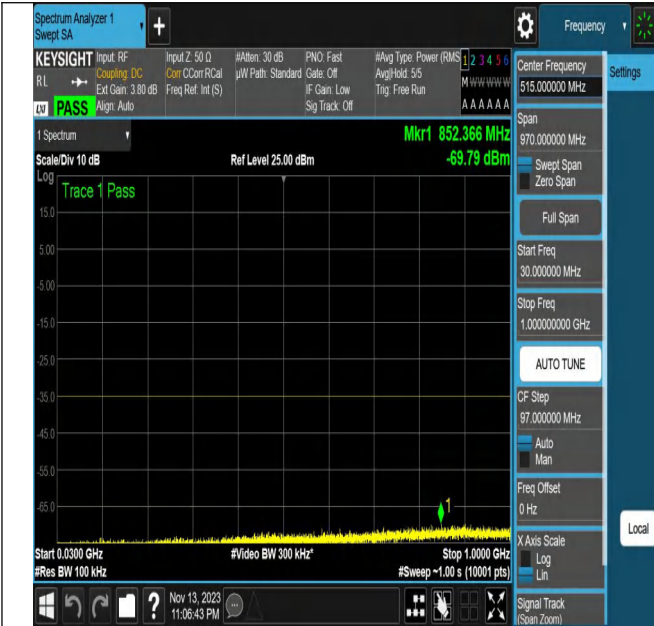 Spectrum Analyzer 1
Swept SA
Frequency
KEYSIGHT
RL
LXI PASS
Input: RF
Coupling: DC
Ext Gain: 3.80 dB
Align: Auto
Input Z: 50 Ω
Corr CCorr RCal
Freq Ref: Int (S)
#Atten: 30 dB
µW Path: Standard
PNO: Fast
Gate: Off
IF Gain: Low
Sig Track: Off
#Avg Type: Power (RMS
Avg|Hold: 5/5
Trig: Free Run
1 2 3 4 5 6
M W W W W W
A A A A A A
1 Spectrum
Scale/Div 10 dB
Ref Level 25.00 dBm
Mkr1 852.366 MHz
-69.79 dBm
Log
Trace 1 Pass
15.0
5.00
-5.00
-15.0
-25.0
-35.0
-45.0
-55.0
-65.0
1
Start 0.0300 GHz
#Video BW 300 kHz*
Stop 1.0000 GHz
#Res BW 100 kHz
#Sweep ~1.00 s (10001 pts)
Nov 13, 2023
11:06:43 PM
Center Frequency
515.000000 MHz
Settings
Span
970.000000 MHz
Swept Span
Zero Span
Full Span
Start Freq
30.000000 MHz
Stop Freq
1.000000000 GHz
AUTO TUNE
CF Step
97.000000 MHz
Auto
Man
Freq Offset
0 Hz
Local
X Axis Scale
Log
Lin
Signal Track
(Span Zoom)